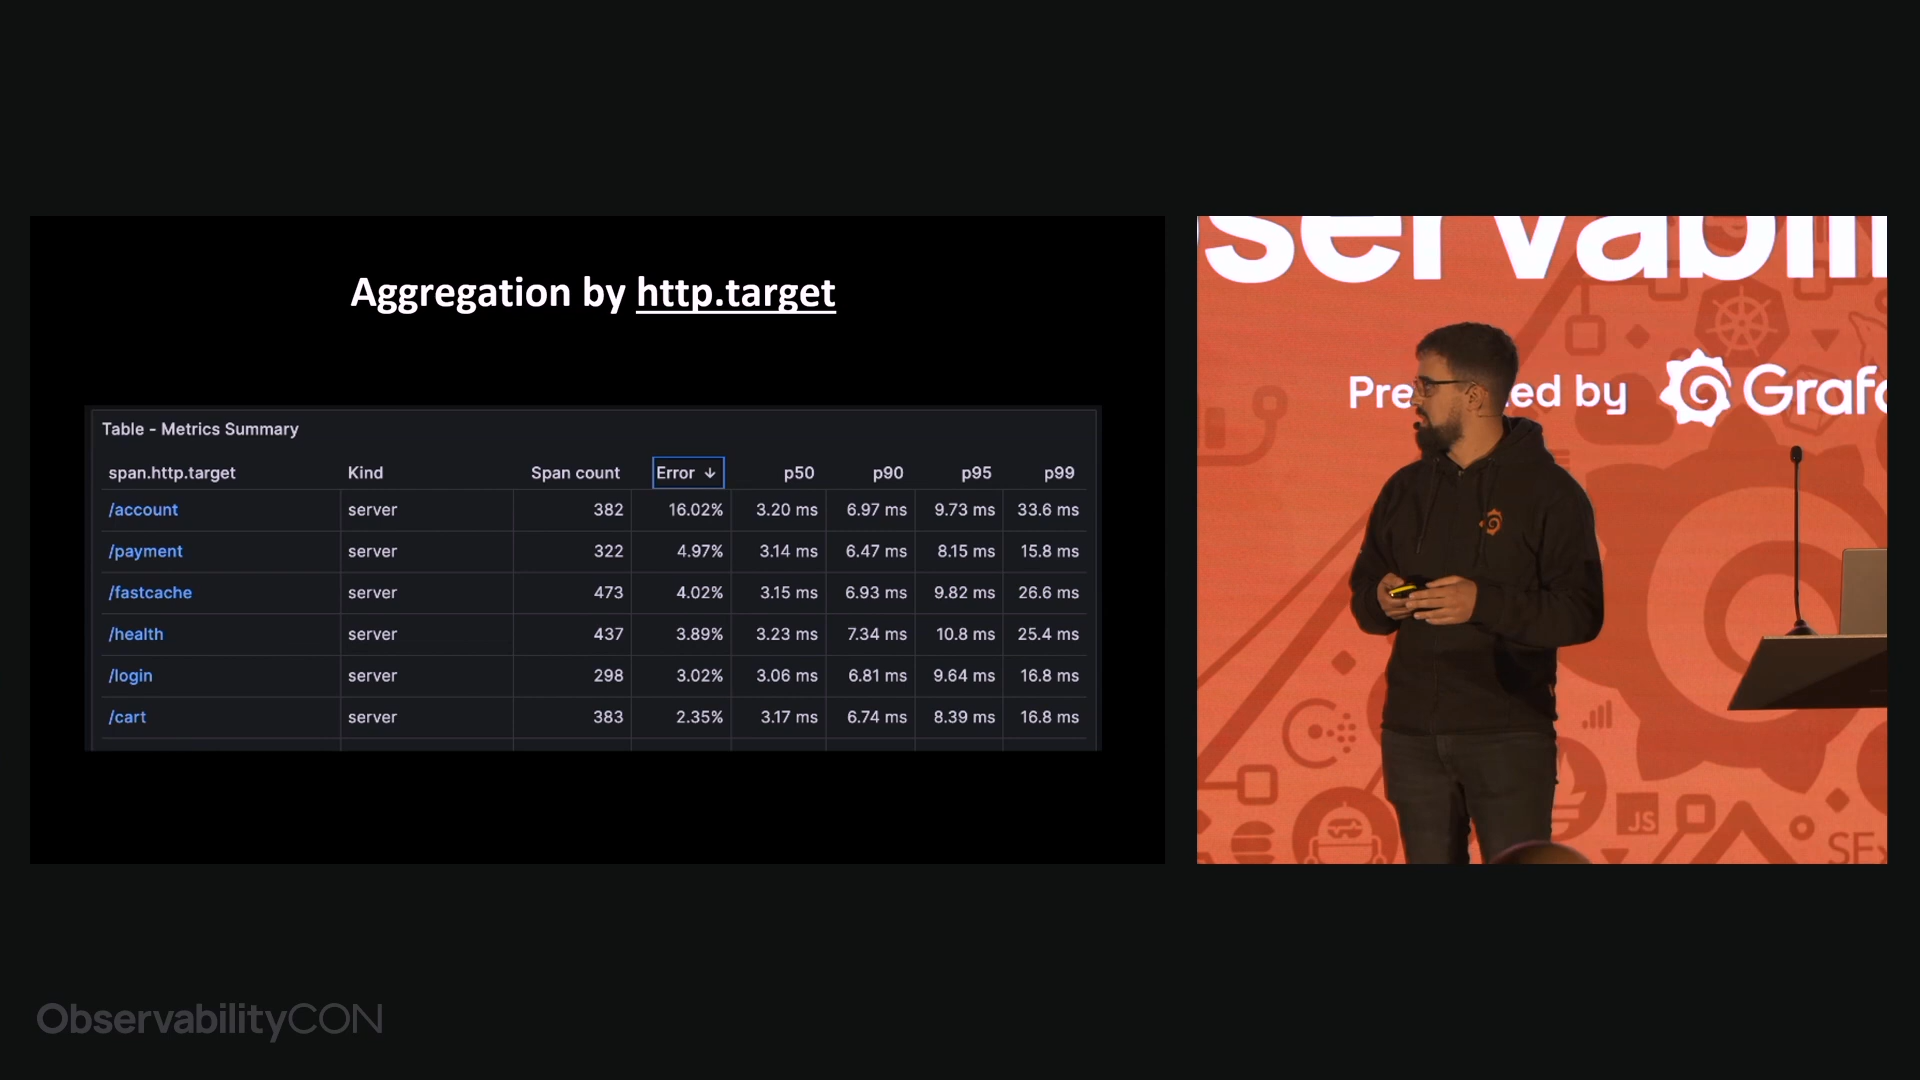 Aggregation by http.target
Table - Metrics Summary
span.http.target Kind Span count Error ↓ p50 p90 p95 p99
/account server 382 16.02% 3.20 ms 6.97 ms 9.73 ms 33.6 ms
/payment server 322 4.97% 3.14 ms 6.47 ms 8.15 ms 15.8 ms
/fastcache server 473 4.02% 3.15 ms 6.93 ms 9.82 ms 26.6 ms
/health server 437 3.89% 3.23 ms 7.34 ms 10.8 ms 25.4 ms
/login server 298 3.02% 3.06 ms 6.81 ms 9.64 ms 16.8 ms
/cart server 383 2.35% 3.17 ms 6.74 ms 8.39 ms 16.8 ms
servabili
Pre ed by Grafa
JS
SF
ObservabilityCON